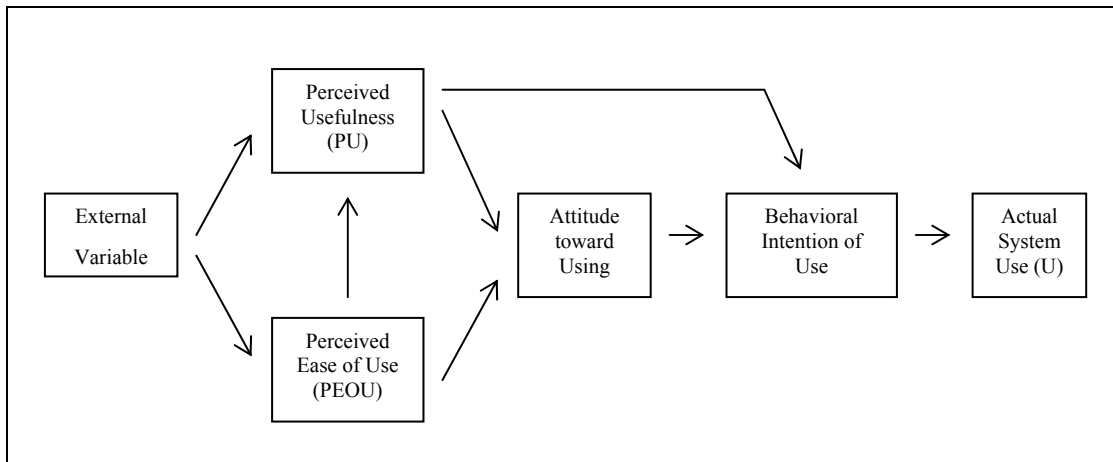 External
Variable
Perceived
Usefulness
(PU)
Perceived
Ease of Use
(PEOU)
Attitude
toward
Using
Behavioral
Intention of
Use
Actual
System
Use (U)